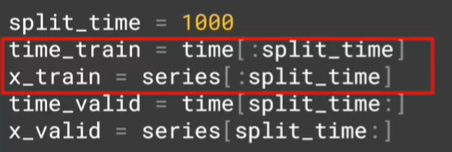 split_time = 1000
time_train = time[:split_time]
x_train = series[:split_time]
time_valid = time[split_time:]
x_valid = series[split_time:]